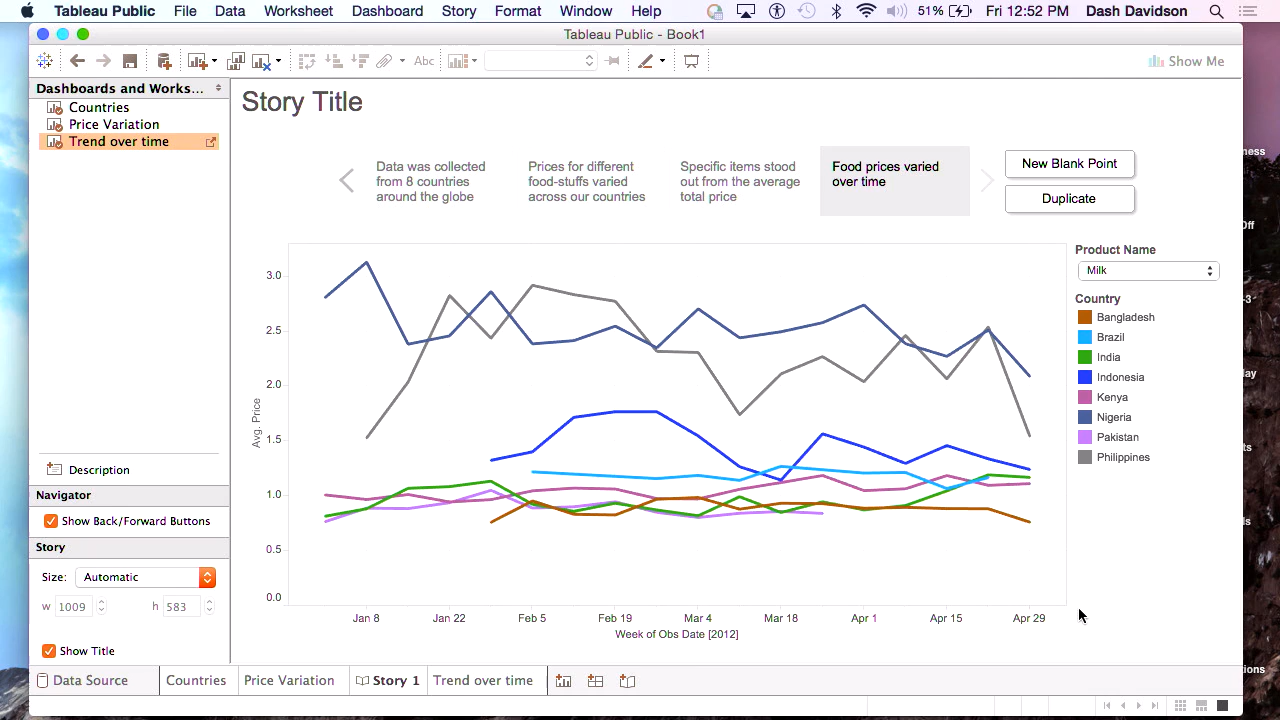 Tableau Public File Data Worksheet Dashboard Story Format Window Help 51% Fri 12:52 PM Dash Davidson
Tableau Public - Book1
Abc Show Me
Dashboards and Works...
Countries
Price Variation
Trend over time
Description
Navigator
Show Back/Forward Buttons
Story
Size: Automatic
w 1009 h 583
Show Title
Story Title
Data was collected
from 8 countries
around the globe
Prices for different
food-stuffs varied
across our countries
Specific items stood
out from the average
total price
Food prices varied
over time
New Blank Point
Duplicate
Avg. Price
3.0
2.5
2.0
1.5
1.0
0.5
0.0
Jan 8 Jan 22 Feb 5 Feb 19 Mar 4 Mar 18 Apr 1 Apr 15 Apr 29
Week of Obs Date [2012]
Product Name
Milk
Country
Bangladesh
Brazil
India
Indonesia
Kenya
Nigeria
Pakistan
Philippines
Data Source Countries Price Variation Story 1 Trend over time